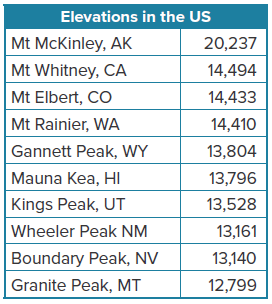 Elevations in the US
Mt McKinley, AK 20,237
Mt Whitney, CA 14,494
Mt Elbert, CO 14,433
Mt Rainier, WA 14,410
Gannett Peak, WY 13,804
Mauna Kea, HI 13,796
Kings Peak, UT 13,528
Wheeler Peak NM 13,161
Boundary Peak, NV 13,140
Granite Peak, MT 12,799